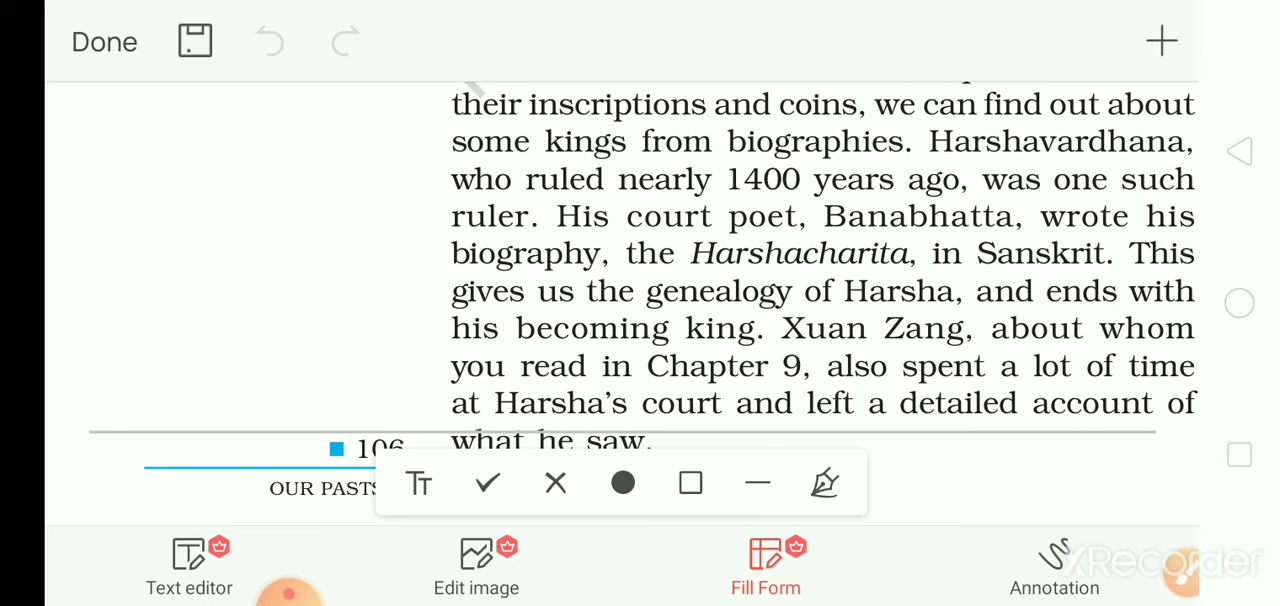 Done
their inscriptions and coins, we can find out about
some kings from biographies. Harshavardhana,
who ruled nearly 1400 years ago, was one such
ruler. His court poet, Banabhatta, wrote his
biography, the Harshacharita, in Sanskrit. This
gives us the genealogy of Harsha, and ends with
his becoming king. Xuan Zang, about whom
you read in Chapter 9, also spent a lot of time
at Harsha's court and left a detailed account of
what he saw.
106
OUR PASTS
Text editor
Edit image
Fill Form
Annotation
XRecorder